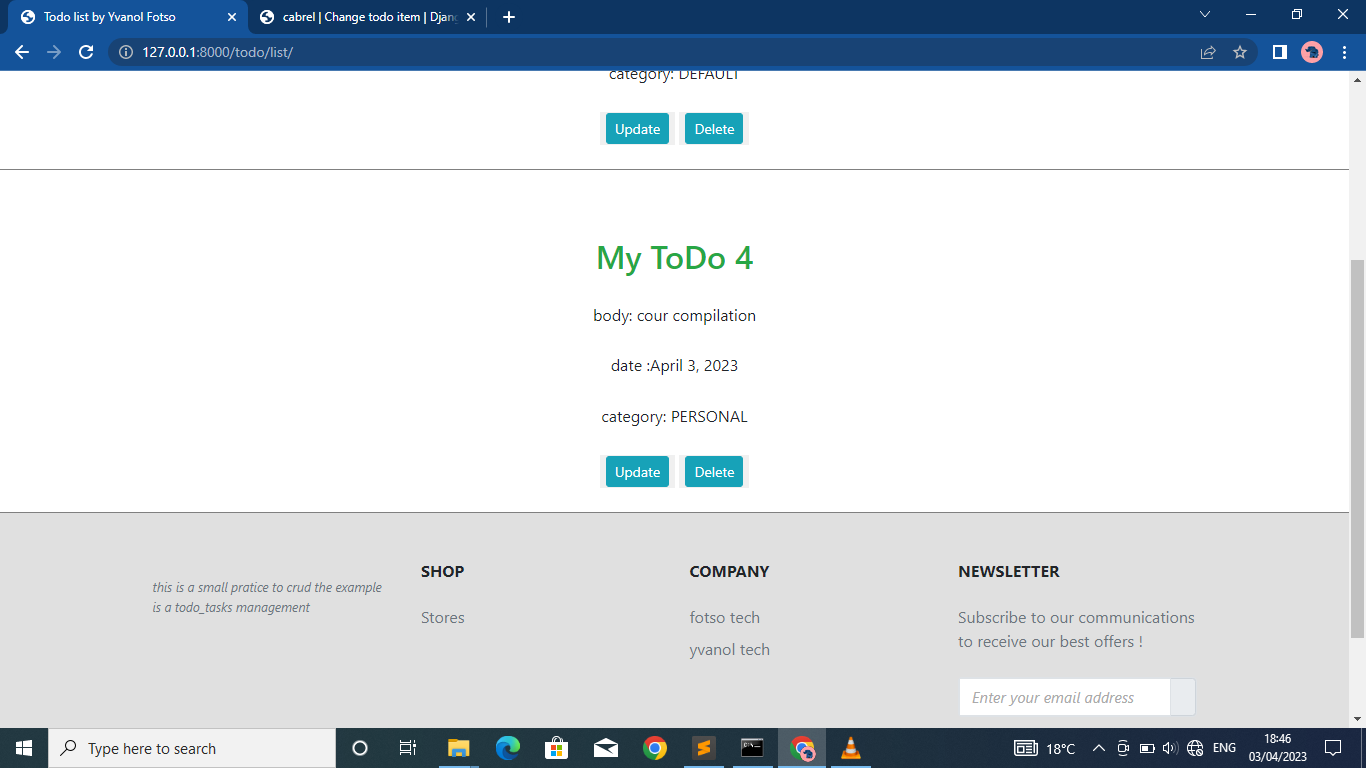 Todo list by Yvanol Fotso
cabrel | Change todo item | Djang
127.0.0.1:8000/todo/list/
category: DEFAULT
Update Delete
My ToDo 4
body: cour compilation
date :April 3, 2023
category: PERSONAL
Update Delete
this is a small pratice to crud the example
is a todo_tasks management
SHOP
Stores
COMPANY
fotso tech
yvanol tech
NEWSLETTER
Subscribe to our communications
to receive our best offers !
Enter your email address
Type here to search
18°C
ENG
18:46
03/04/2023